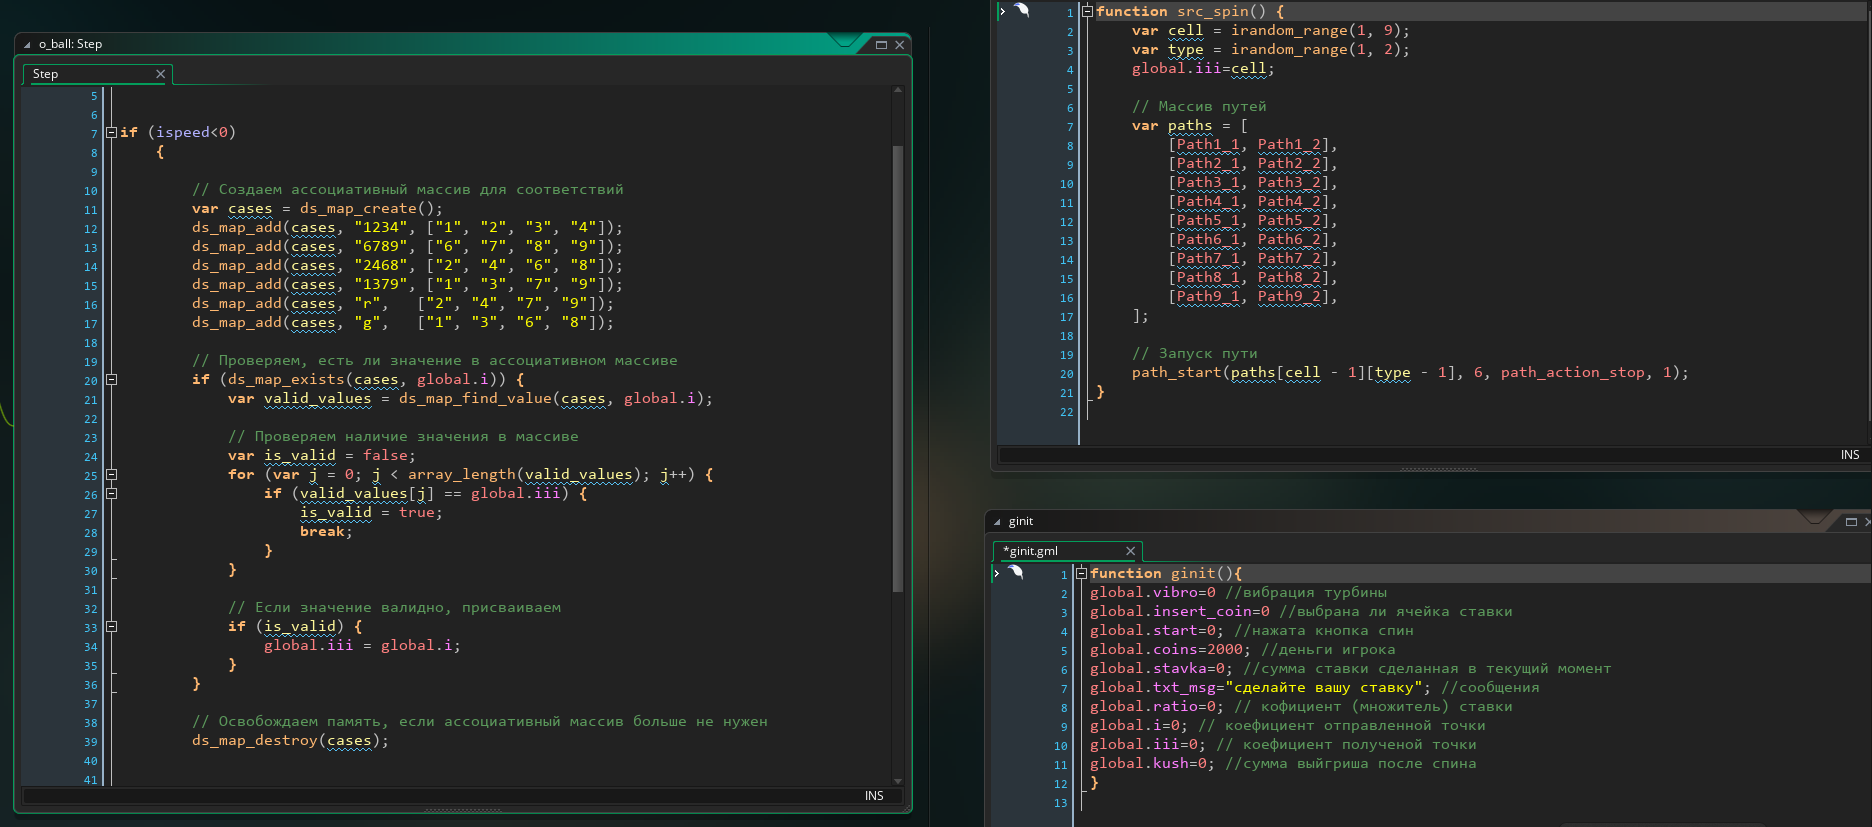 o_ball: Step
Step
5
6
7 if (ispeed<0)
8 {
9
10 // Создаем ассоциативный массив для соответствий
11 var cases = ds_map_create();
12 ds_map_add(cases, "1234", ["1", "2", "3", "4"]);
13 ds_map_add(cases, "6789", ["6", "7", "8", "9"]);
14 ds_map_add(cases, "2468", ["2", "4", "6", "8"]);
15 ds_map_add(cases, "1379", ["1", "3", "7", "9"]);
16 ds_map_add(cases, "r", ["2", "4", "7", "9"]);
17 ds_map_add(cases, "g", ["1", "3", "6", "8"]);
18
19 // Проверяем, есть ли значение в ассоциативном массиве
20 if (ds_map_exists(cases, global.i)) {
21 var valid_values = ds_map_find_value(cases, global.i);
22
23 // Проверяем наличие значения в массиве
24 var is_valid = false;
25 for (var j = 0; j < array_length(valid_values); j++) {
26 if (valid_values[j] == global.iii) {
27 is_valid = true;
28 break;
29 }
30 }
31
32 // Если значение валидно, присваиваем
33 if (is_valid) {
34 global.iii = global.i;
35 }
36 }
37
38 // Освобождаем память, если ассоциативный массив больше не нужен
39 ds_map_destroy(cases);
40
41
INS
1 function src_spin() {
2 var cell = irandom_range(1, 9);
3 var type = irandom_range(1, 2);
4 global.iii=cell;
5
6 // Массив путей
7 var paths = [
8 [Path1_1, Path1_2],
9 [Path2_1, Path2_2],
10 [Path3_1, Path3_2],
11 [Path4_1, Path4_2],
12 [Path5_1, Path5_2],
13 [Path6_1, Path6_2],
14 [Path7_1, Path7_2],
15 [Path8_1, Path8_2],
16 [Path9_1, Path9_2],
17 ];
18
19 // Запуск пути
20 path_start(paths[cell - 1][type - 1], 6, path_action_stop, 1);
21 }
22
INS
ginit
*ginit.gml
1 function ginit(){
2 global.vibro=0 //вибрация турбины
3 global.insert_coin=0 //выбрана ли ячейка ставки
4 global.start=0; //нажата кнопка спин
5 global.coins=2000; //деньги игрока
6 global.stavka=0; //сумма ставки сделанная в текущий момент
7 global.txt_msg="сделайте вашу ставку"; //сообщения
8 global.ratio=0; // кофициент (множитель) ставки
9 global.i=0; // коефициент отправленной точки
10 global.iii=0; // коефициент полученой точки
11 global.kush=0; //сумма выйгриша после спина
12 }
13